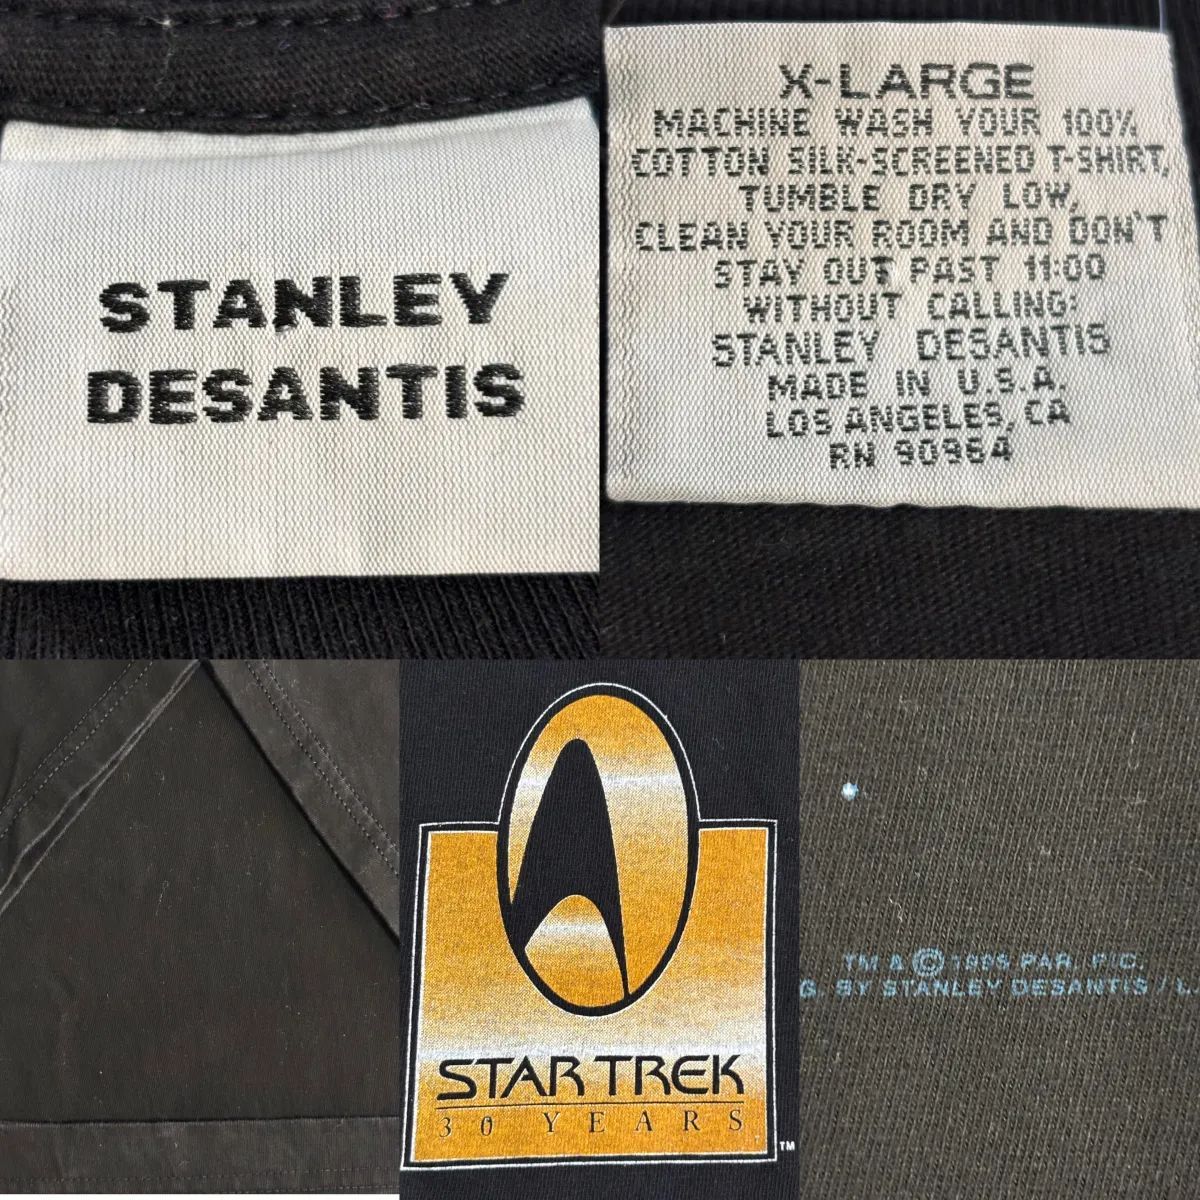 STANLEY
DESANTIS
X-LARGE
MACHINE WASH YOUR 100%
COTTON SILK-SCREENED T-SHIRT,
TUMBLE DRY LOW,
CLEAN YOUR ROOM AND DON'T
STAY OUT PAST 11:00
WITHOUT CALLING:
STANLEY DESANTIS
MADE IN U.S.A.
LOS ANGELES, CA
RN 90964
STAR TREK
30 YEARS
TM
TM & © PAR. PIC.
G. BY STANLEY DESANTIS /